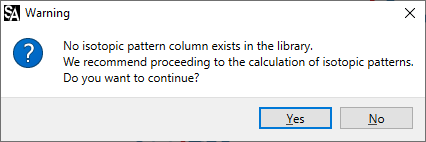 SA Warning
No isotopic pattern column exists in the library.
We recommend proceeding to the calculation of isotopic patterns.
Do you want to continue?
Yes No